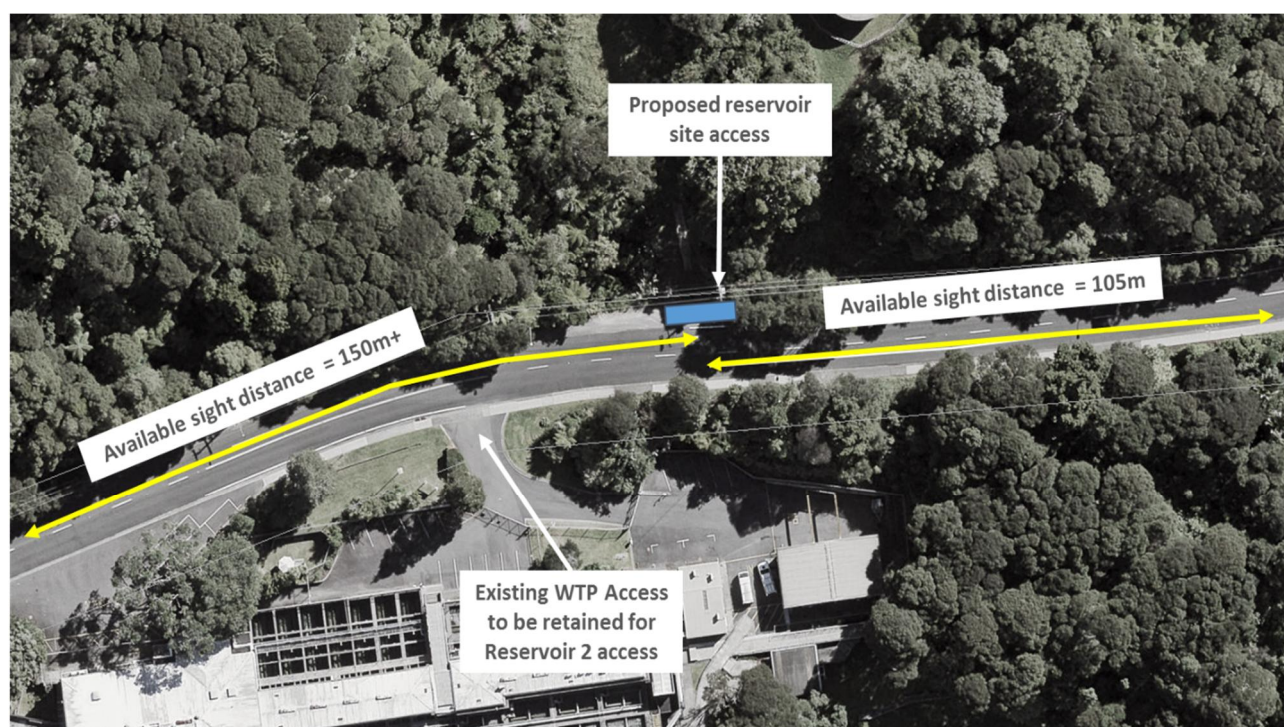 Proposed reservoir
site access
Available sight distance = 105m
Available sight distance = 150m+
Existing WTP Access
to be retained for
Reservoir 2 access